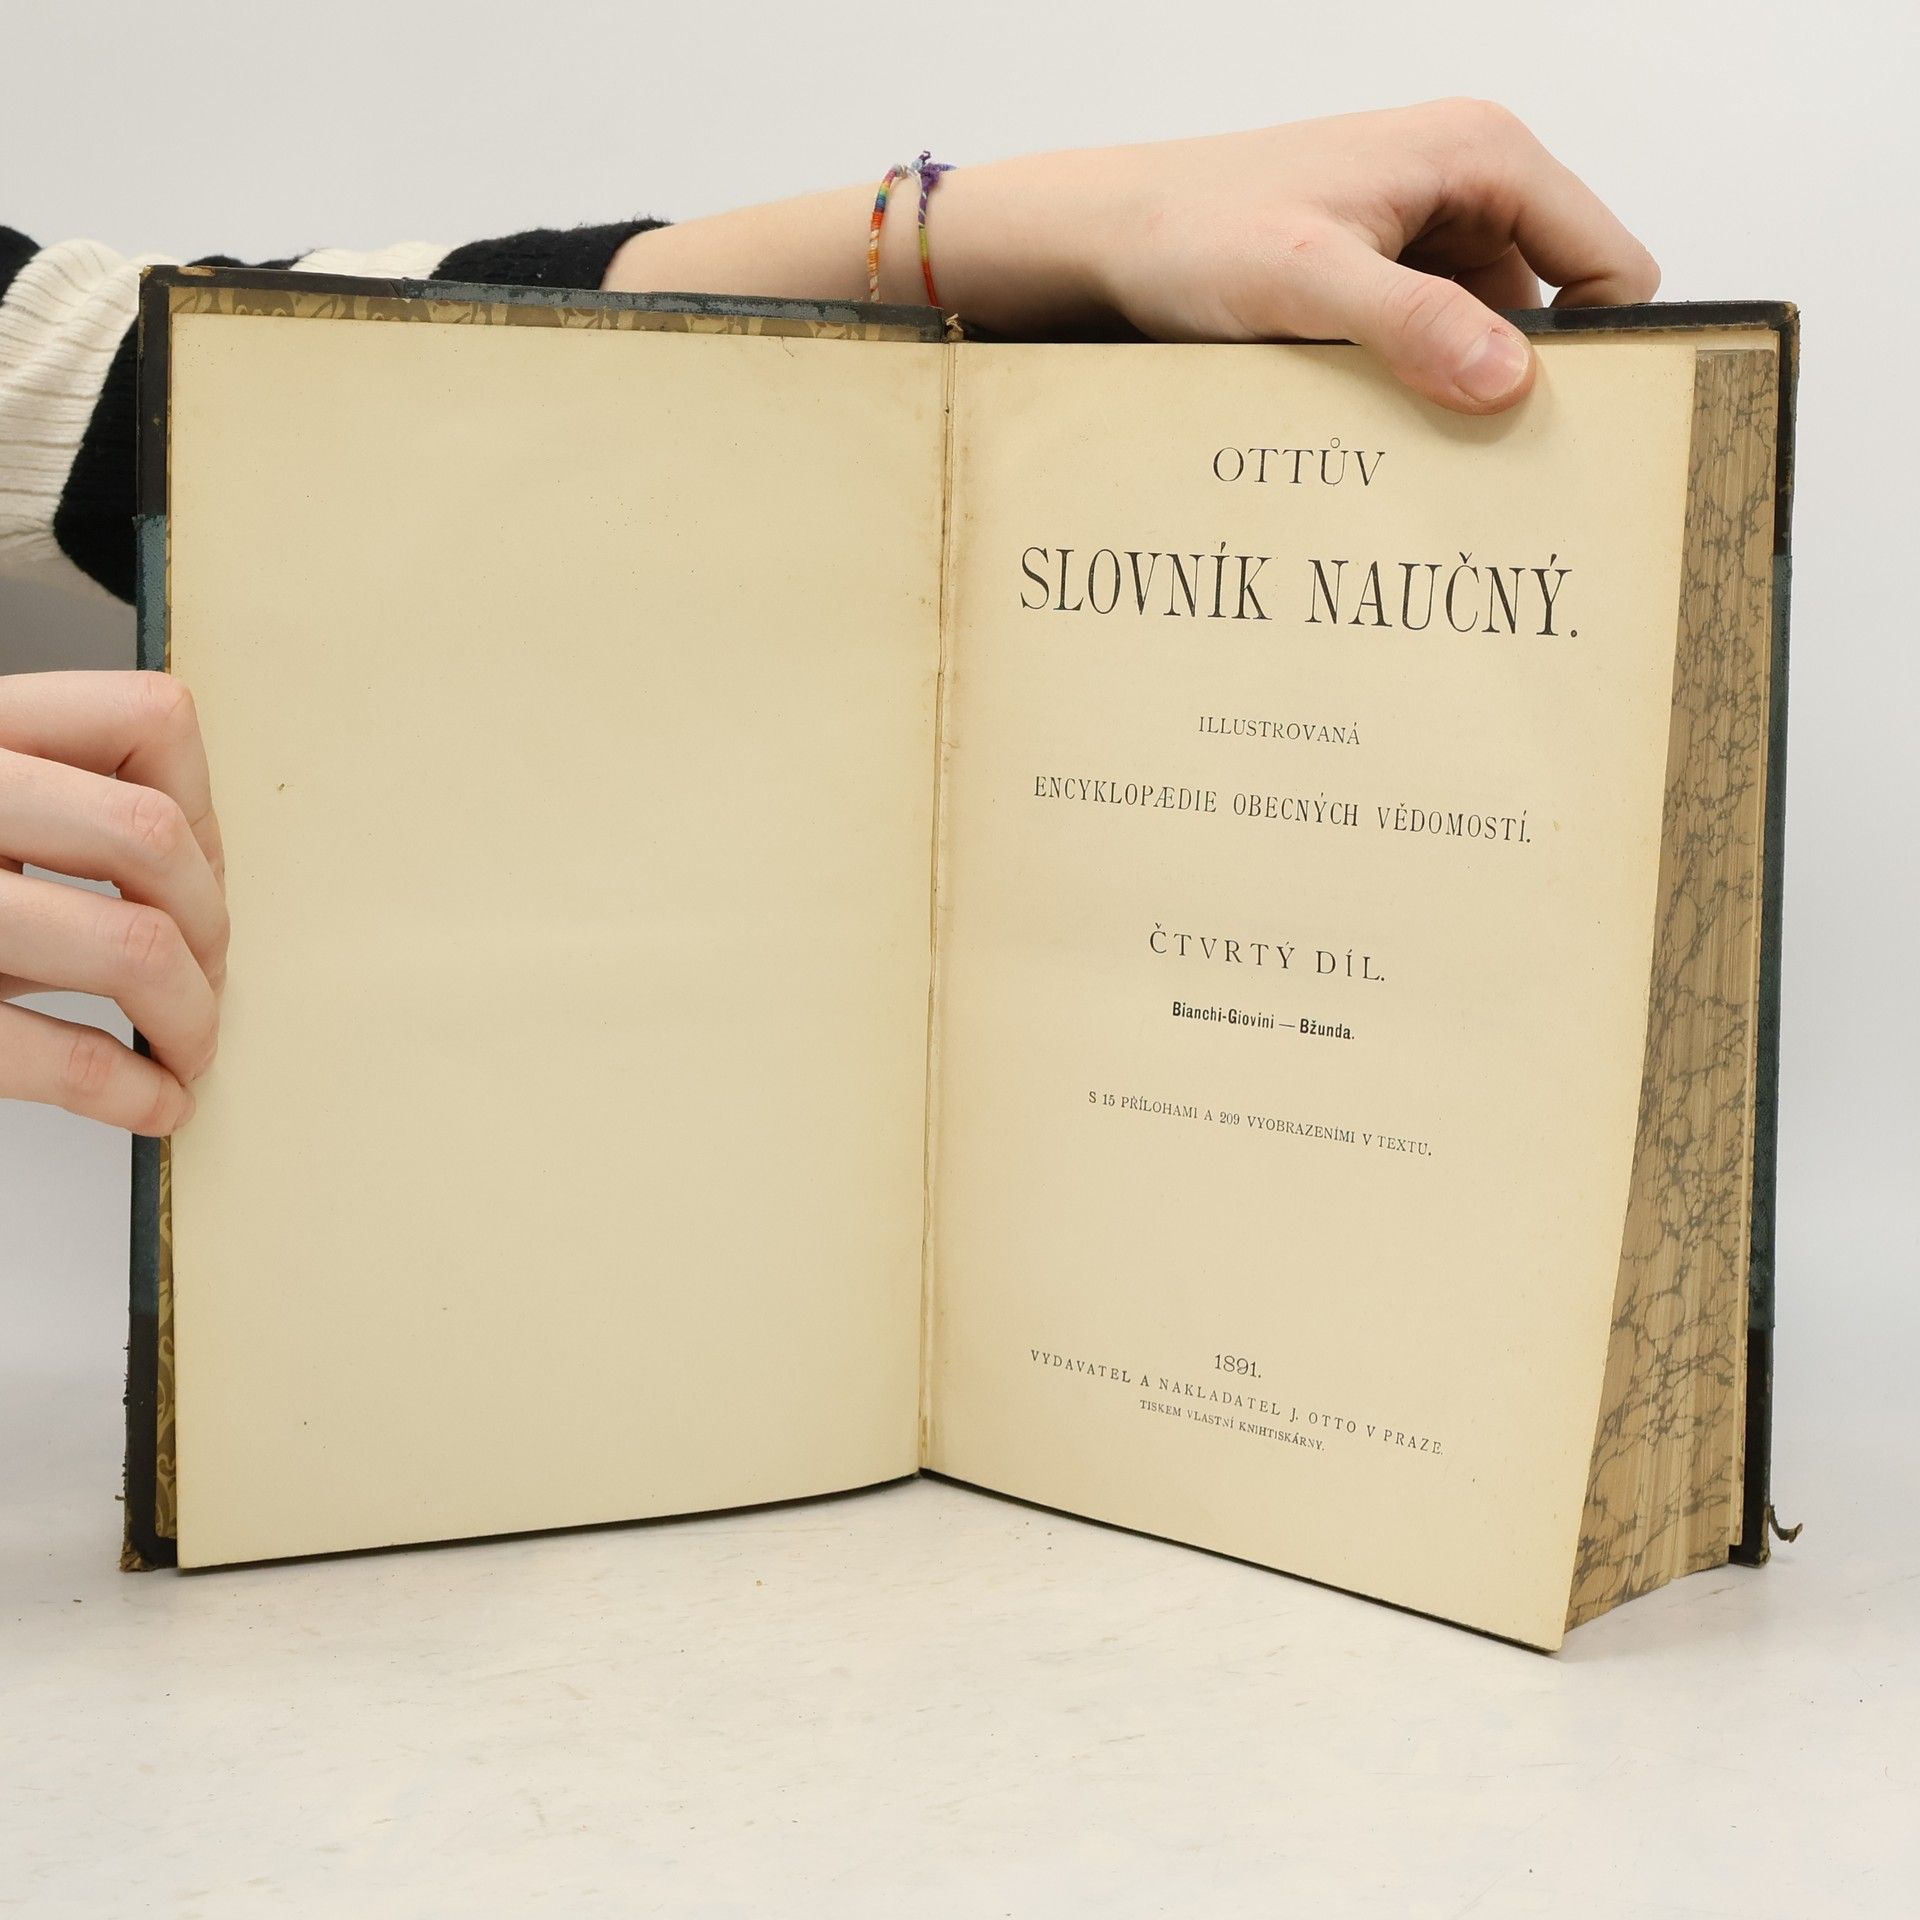 OTTŮV
SLOVNÍK NAUČNÝ.
ILLUSTROVANÁ
ENCYKLOPÆDIE OBECNÝCH VĚDOMOSTÍ.
ČTVRTÝ DÍL.
Bianchi-Giovini — Bžunda.
S 15 PŘÍLOHAMI A 209 VYOBRAZENÍMI V TEXTU.
1891.
VYDAVATEL A NAKLADATEL J. OTTO V PRAZE.
TISKEM VLASTNÍ KNIHTISKÁRNY.